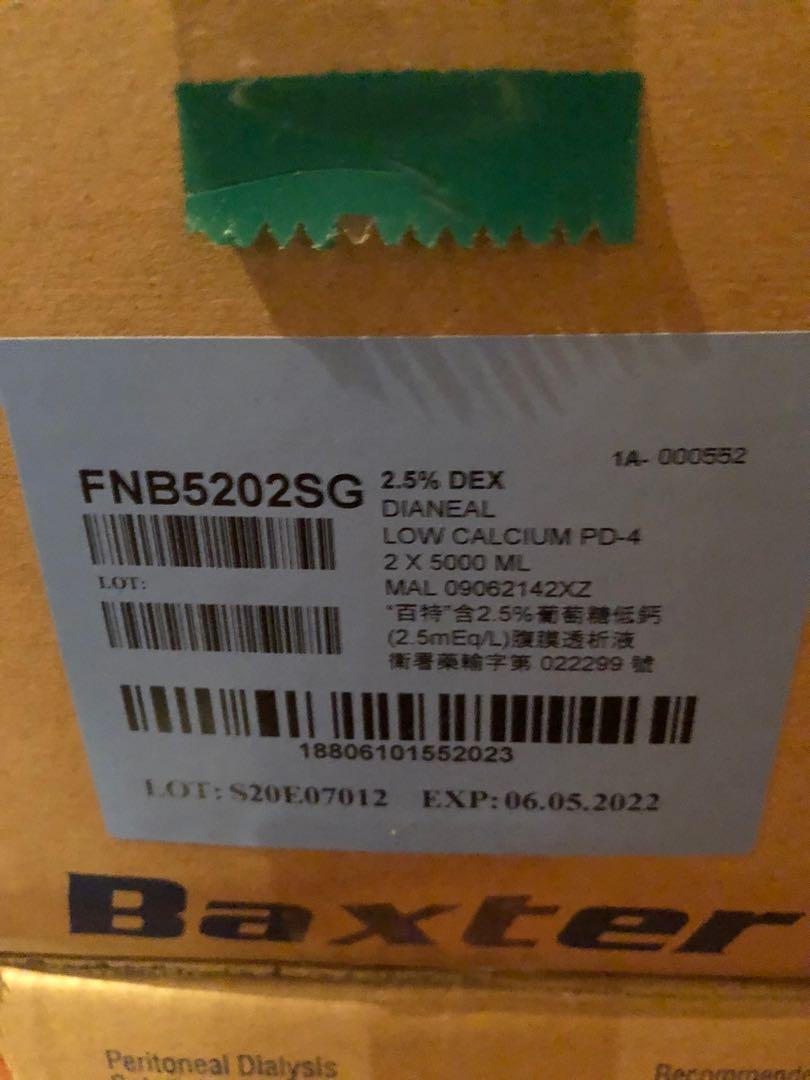 1A- 000552
FNB5202SG
2.5% DEX
DIANEAL
LOW CALCIUM PD-4
2 X 5000 ML
LOT:
MAL 09062142XZ
"百特"含2.5%葡萄糖低鈣
(2.5mEq/L)腹膜透析液
衛署藥輸字第 022299 號
18806101552023
LOT: S20E07012 EXP: 06.05.2022
Baxter
Peritoneal Dialysis